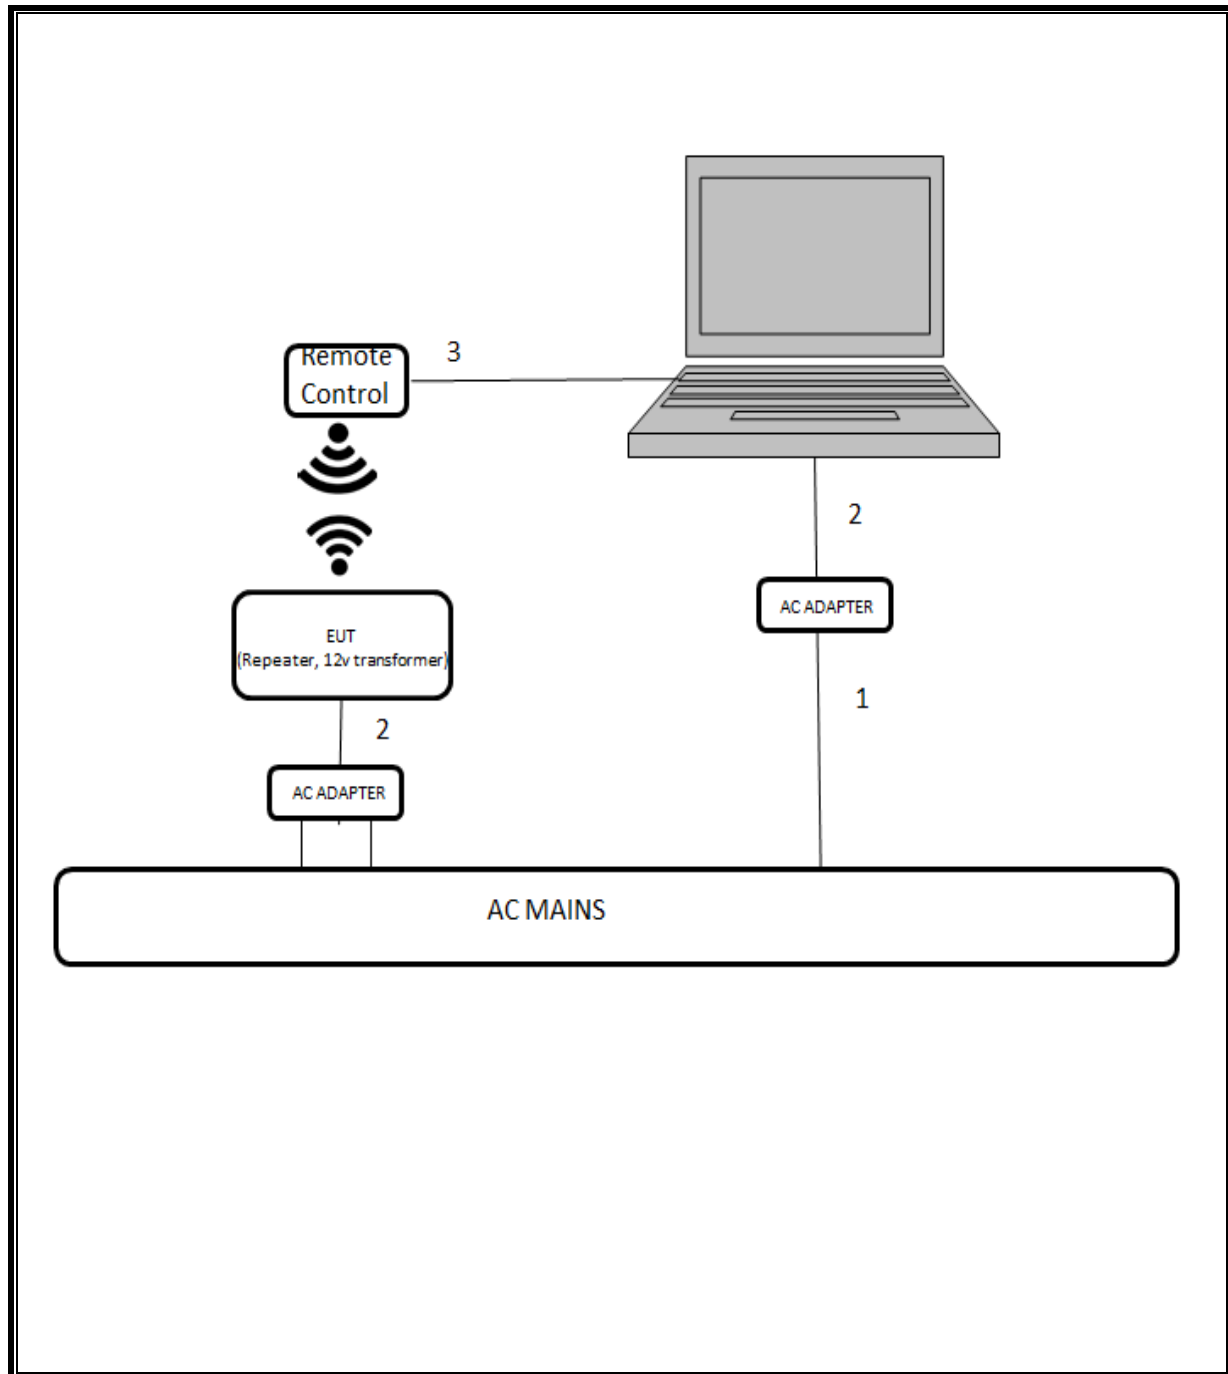 Remote
Control
3
2
AC ADAPTER
EUT
(Repeater, 12v transformer)
1
2
AC ADAPTER
AC MAINS